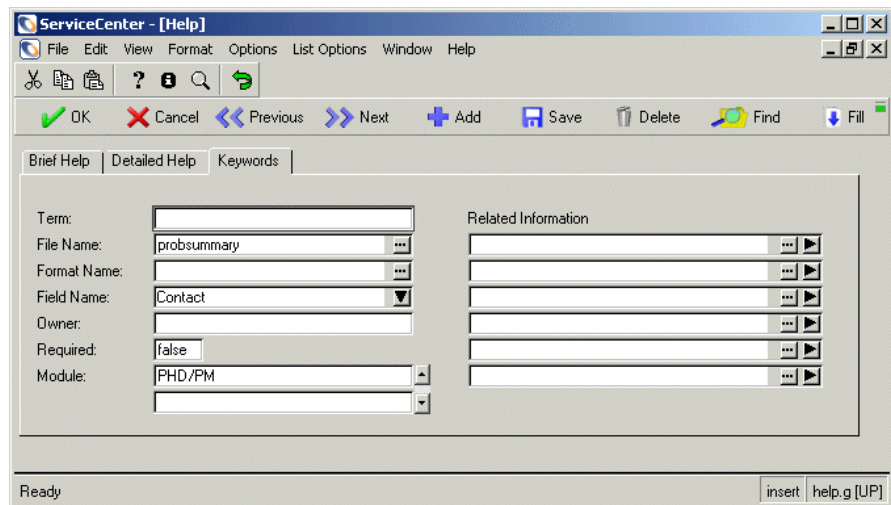 ServiceCenter - [Help]
File Edit View Format Options List Options Window Help
OK Cancel Previous Next Add Save Delete Find Fill
Brief Help Detailed Help Keywords
Term: Related Information
File Name: probsummary
Format Name:
Field Name: Contact
Owner:
Required: false
Module: PHD/PM
Ready insert help.g [UP]